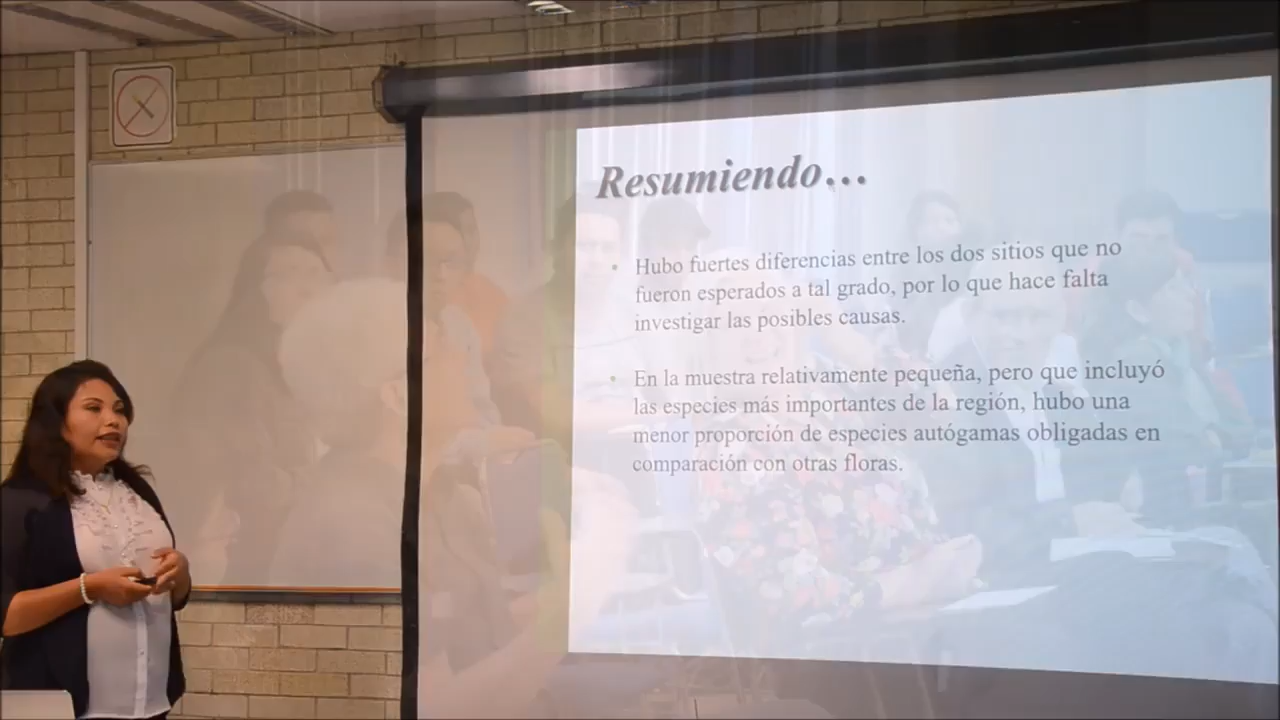 Resumiendo...
• Hubo fuertes diferencias entre los dos sitios que no
fueron esperados a tal grado, por lo que hace falta
investigar las posibles causas.
• En la muestra relativamente pequeña, pero que incluyó
las especies más importantes de la región, hubo una
menor proporción de especies autógamas obligadas en
comparación con otras floras.